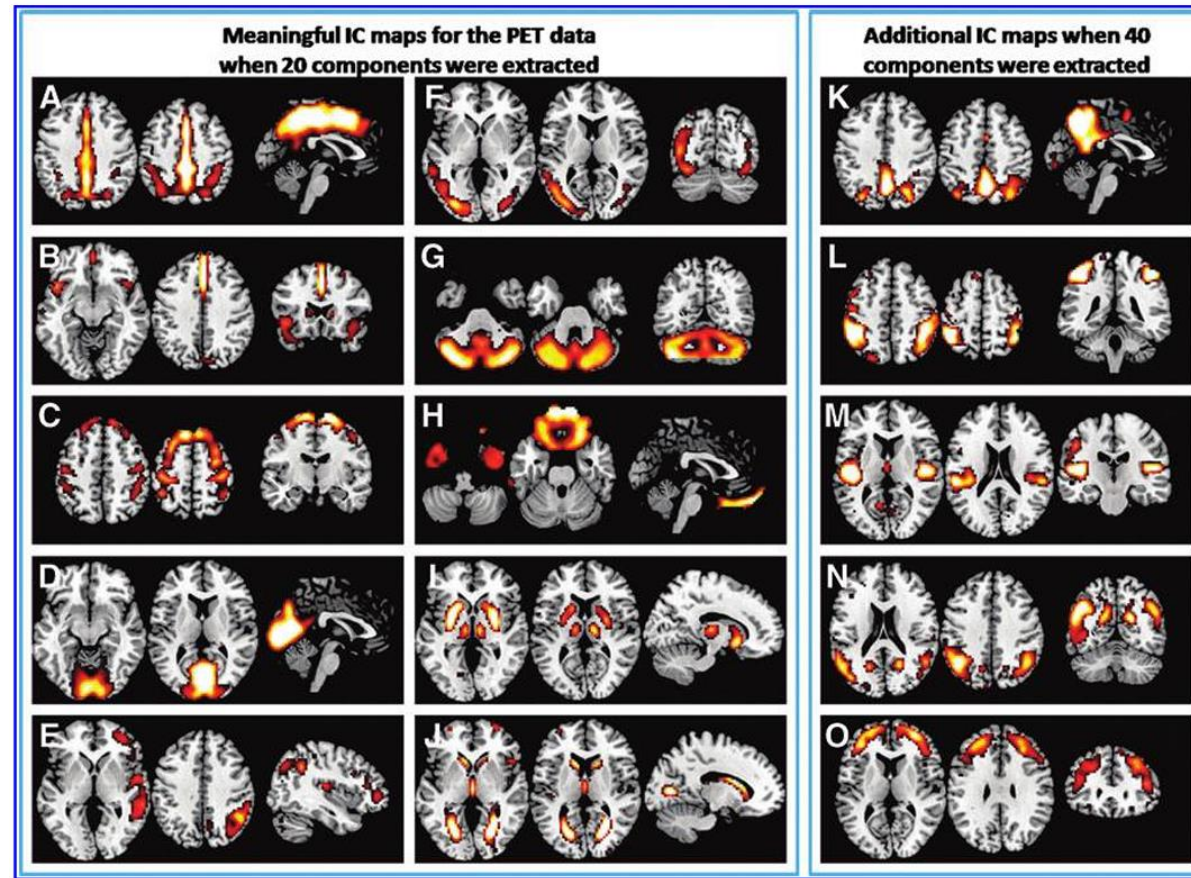 Meaningful IC maps for the PET data
when 20 components were extracted
Additional IC maps when 40
components were extracted
A
F
K
B
G
L
C
H
M
D
I
N
E
J
O